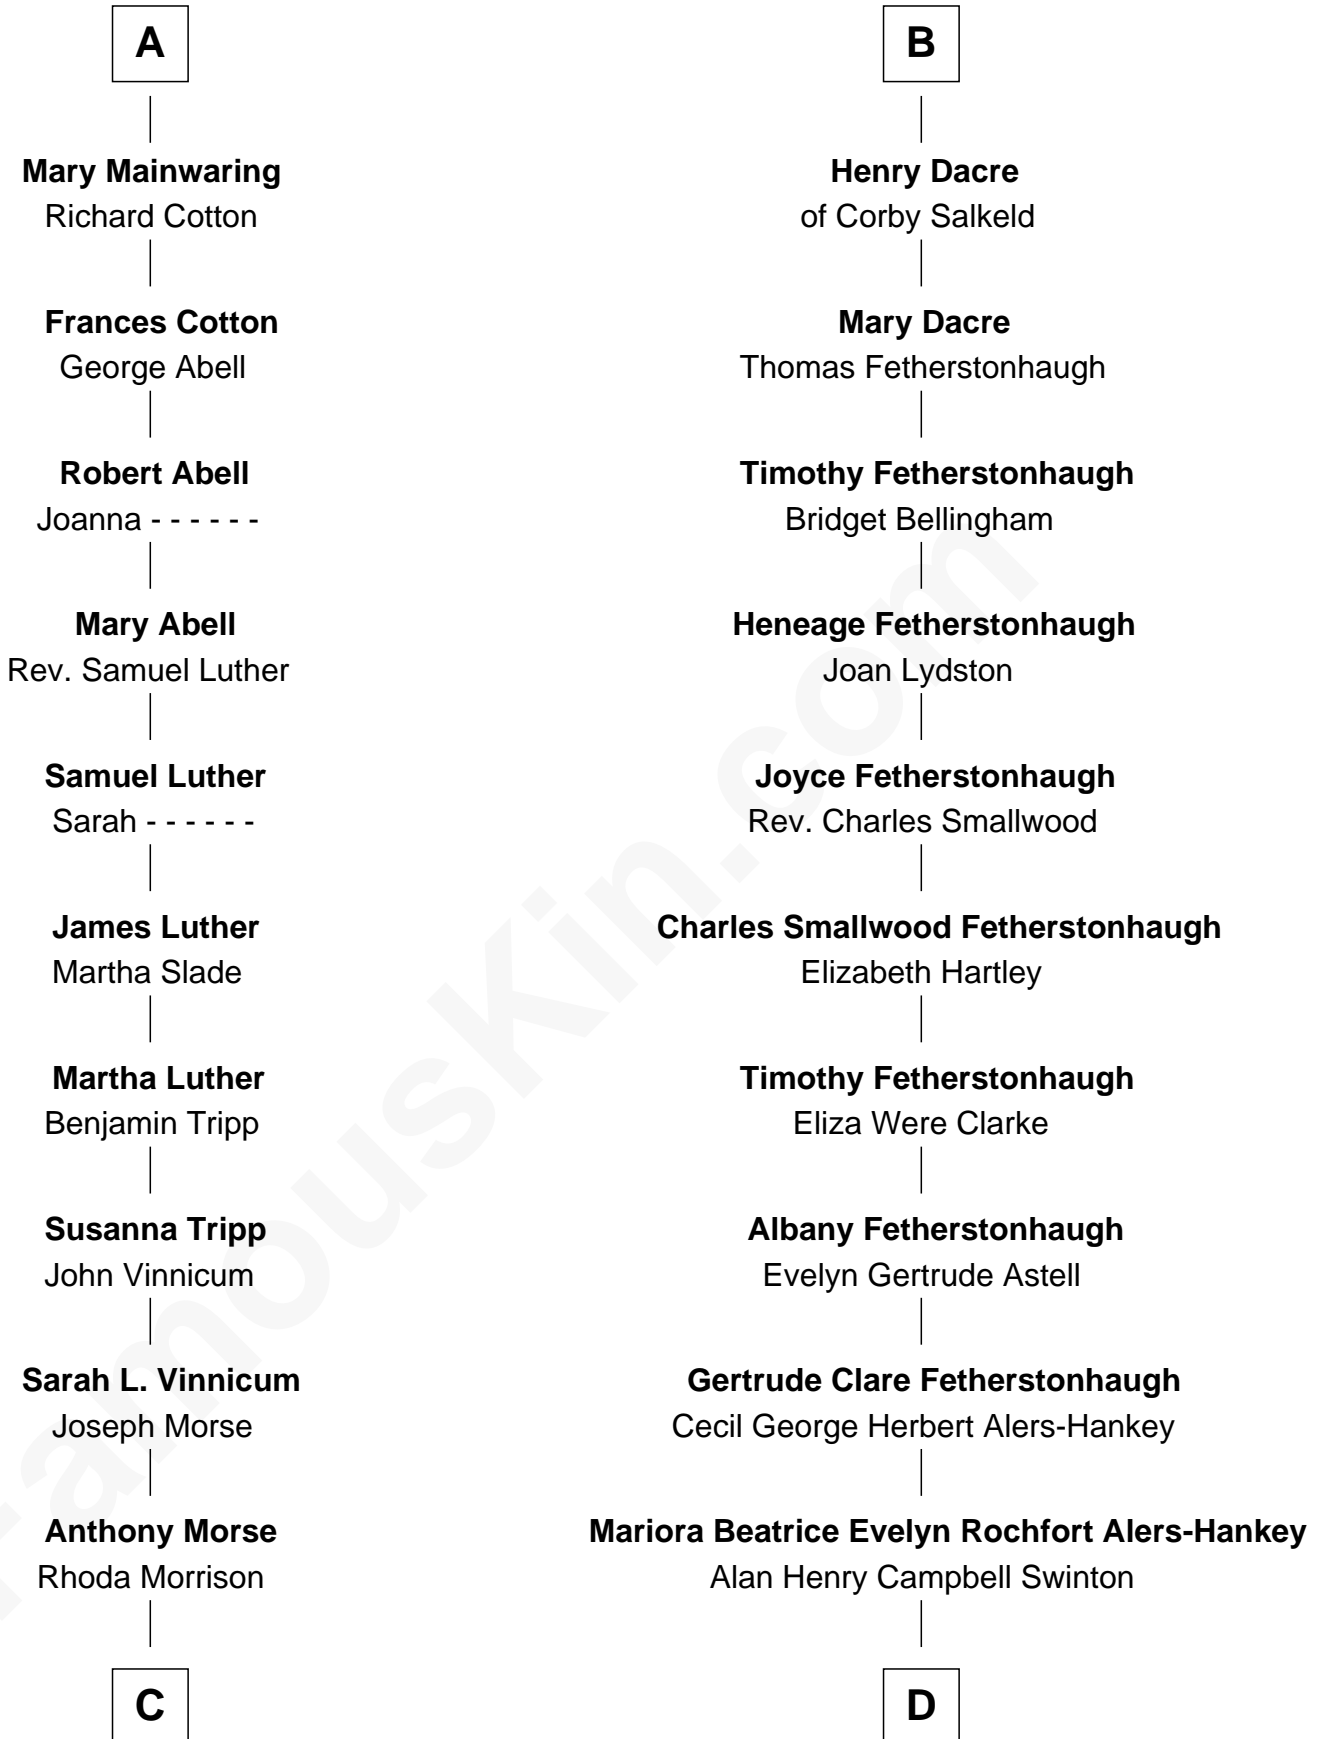 A
Mary Mainwaring
Richard Cotton
Frances Cotton
George Abell
Robert Abell
Joanna - - - - - -
Mary Abell
Rev. Samuel Luther
Samuel Luther
Sarah - - - - - -
James Luther
Martha Slade
Martha Luther
Benjamin Tripp
Susanna Tripp
John Vinnicum
Sarah L. Vinnicum
Joseph Morse
Anthony Morse
Rhoda Morrison
C
B
Henry Dacre
of Corby Salkeld
Mary Dacre
Thomas Fetherstonhaugh
Timothy Fetherstonhaugh
Bridget Bellingham
Heneage Fetherstonhaugh
Joan Lydston
Joyce Fetherstonhaugh
Rev. Charles Smallwood
Charles Smallwood Fetherstonhaugh
Elizabeth Hartley
Timothy Fetherstonhaugh
Eliza Were Clarke
Albany Fetherstonhaugh
Evelyn Gertrude Astell
Gertrude Clare Fetherstonhaugh
Cecil George Herbert Alers-Hankey
Mariora Beatrice Evelyn Rochfort Alers-Hankey
Alan Henry Campbell Swinton
D
FamousKin.com